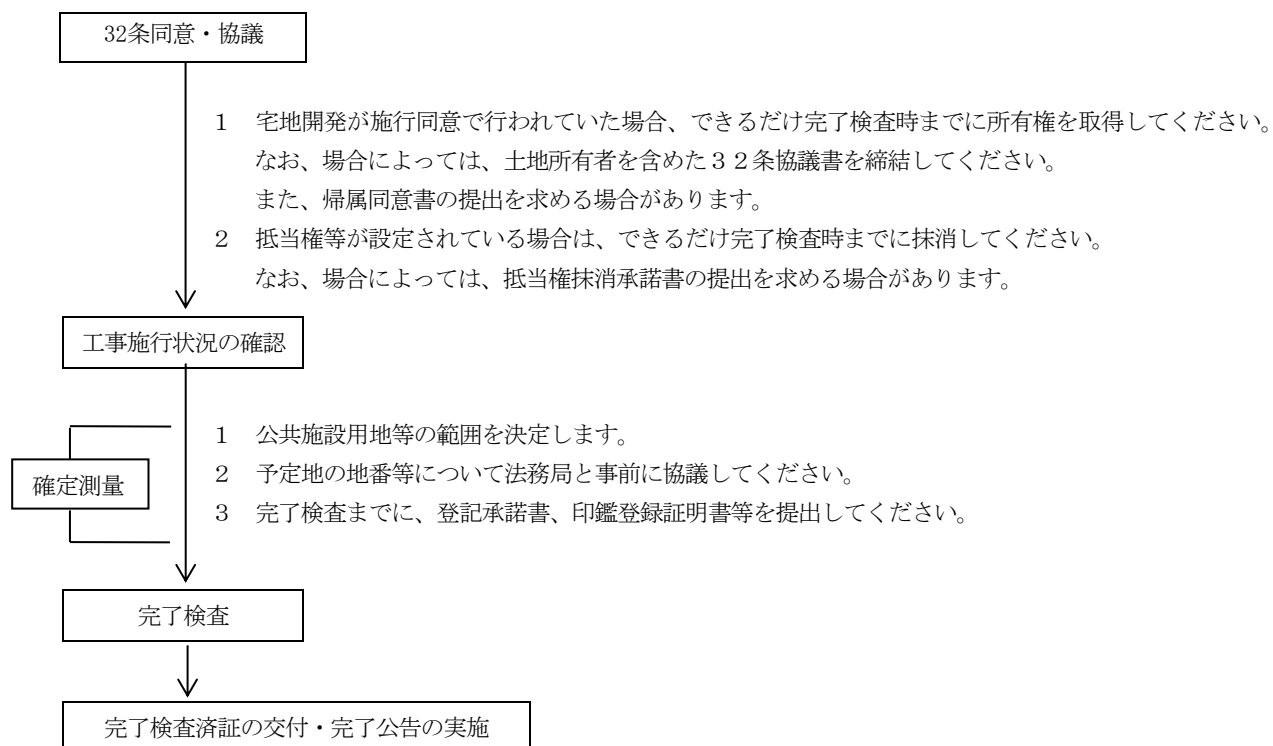 32条同意・協議
1　宅地開発が施行同意で行われていた場合、できるだけ完了検査時までに所有権を取得してください。
なお、場合によっては、土地所有者を含めた３２条協議書を締結してください。
また、帰属同意書の提出を求める場合があります。
2　抵当権等が設定されている場合は、できるだけ完了検査時までに抹消してください。
なお、場合によっては、抵当権抹消承諾書の提出を求める場合があります。
工事施行状況の確認
1　公共施設用地等の範囲を決定します。
確定測量
2　予定地の地番等について法務局と事前に協議してください。
3　完了検査までに、登記承諾書、印鑑登録証明書等を提出してください。
完了検査
完了検査済証の交付・完了公告の実施